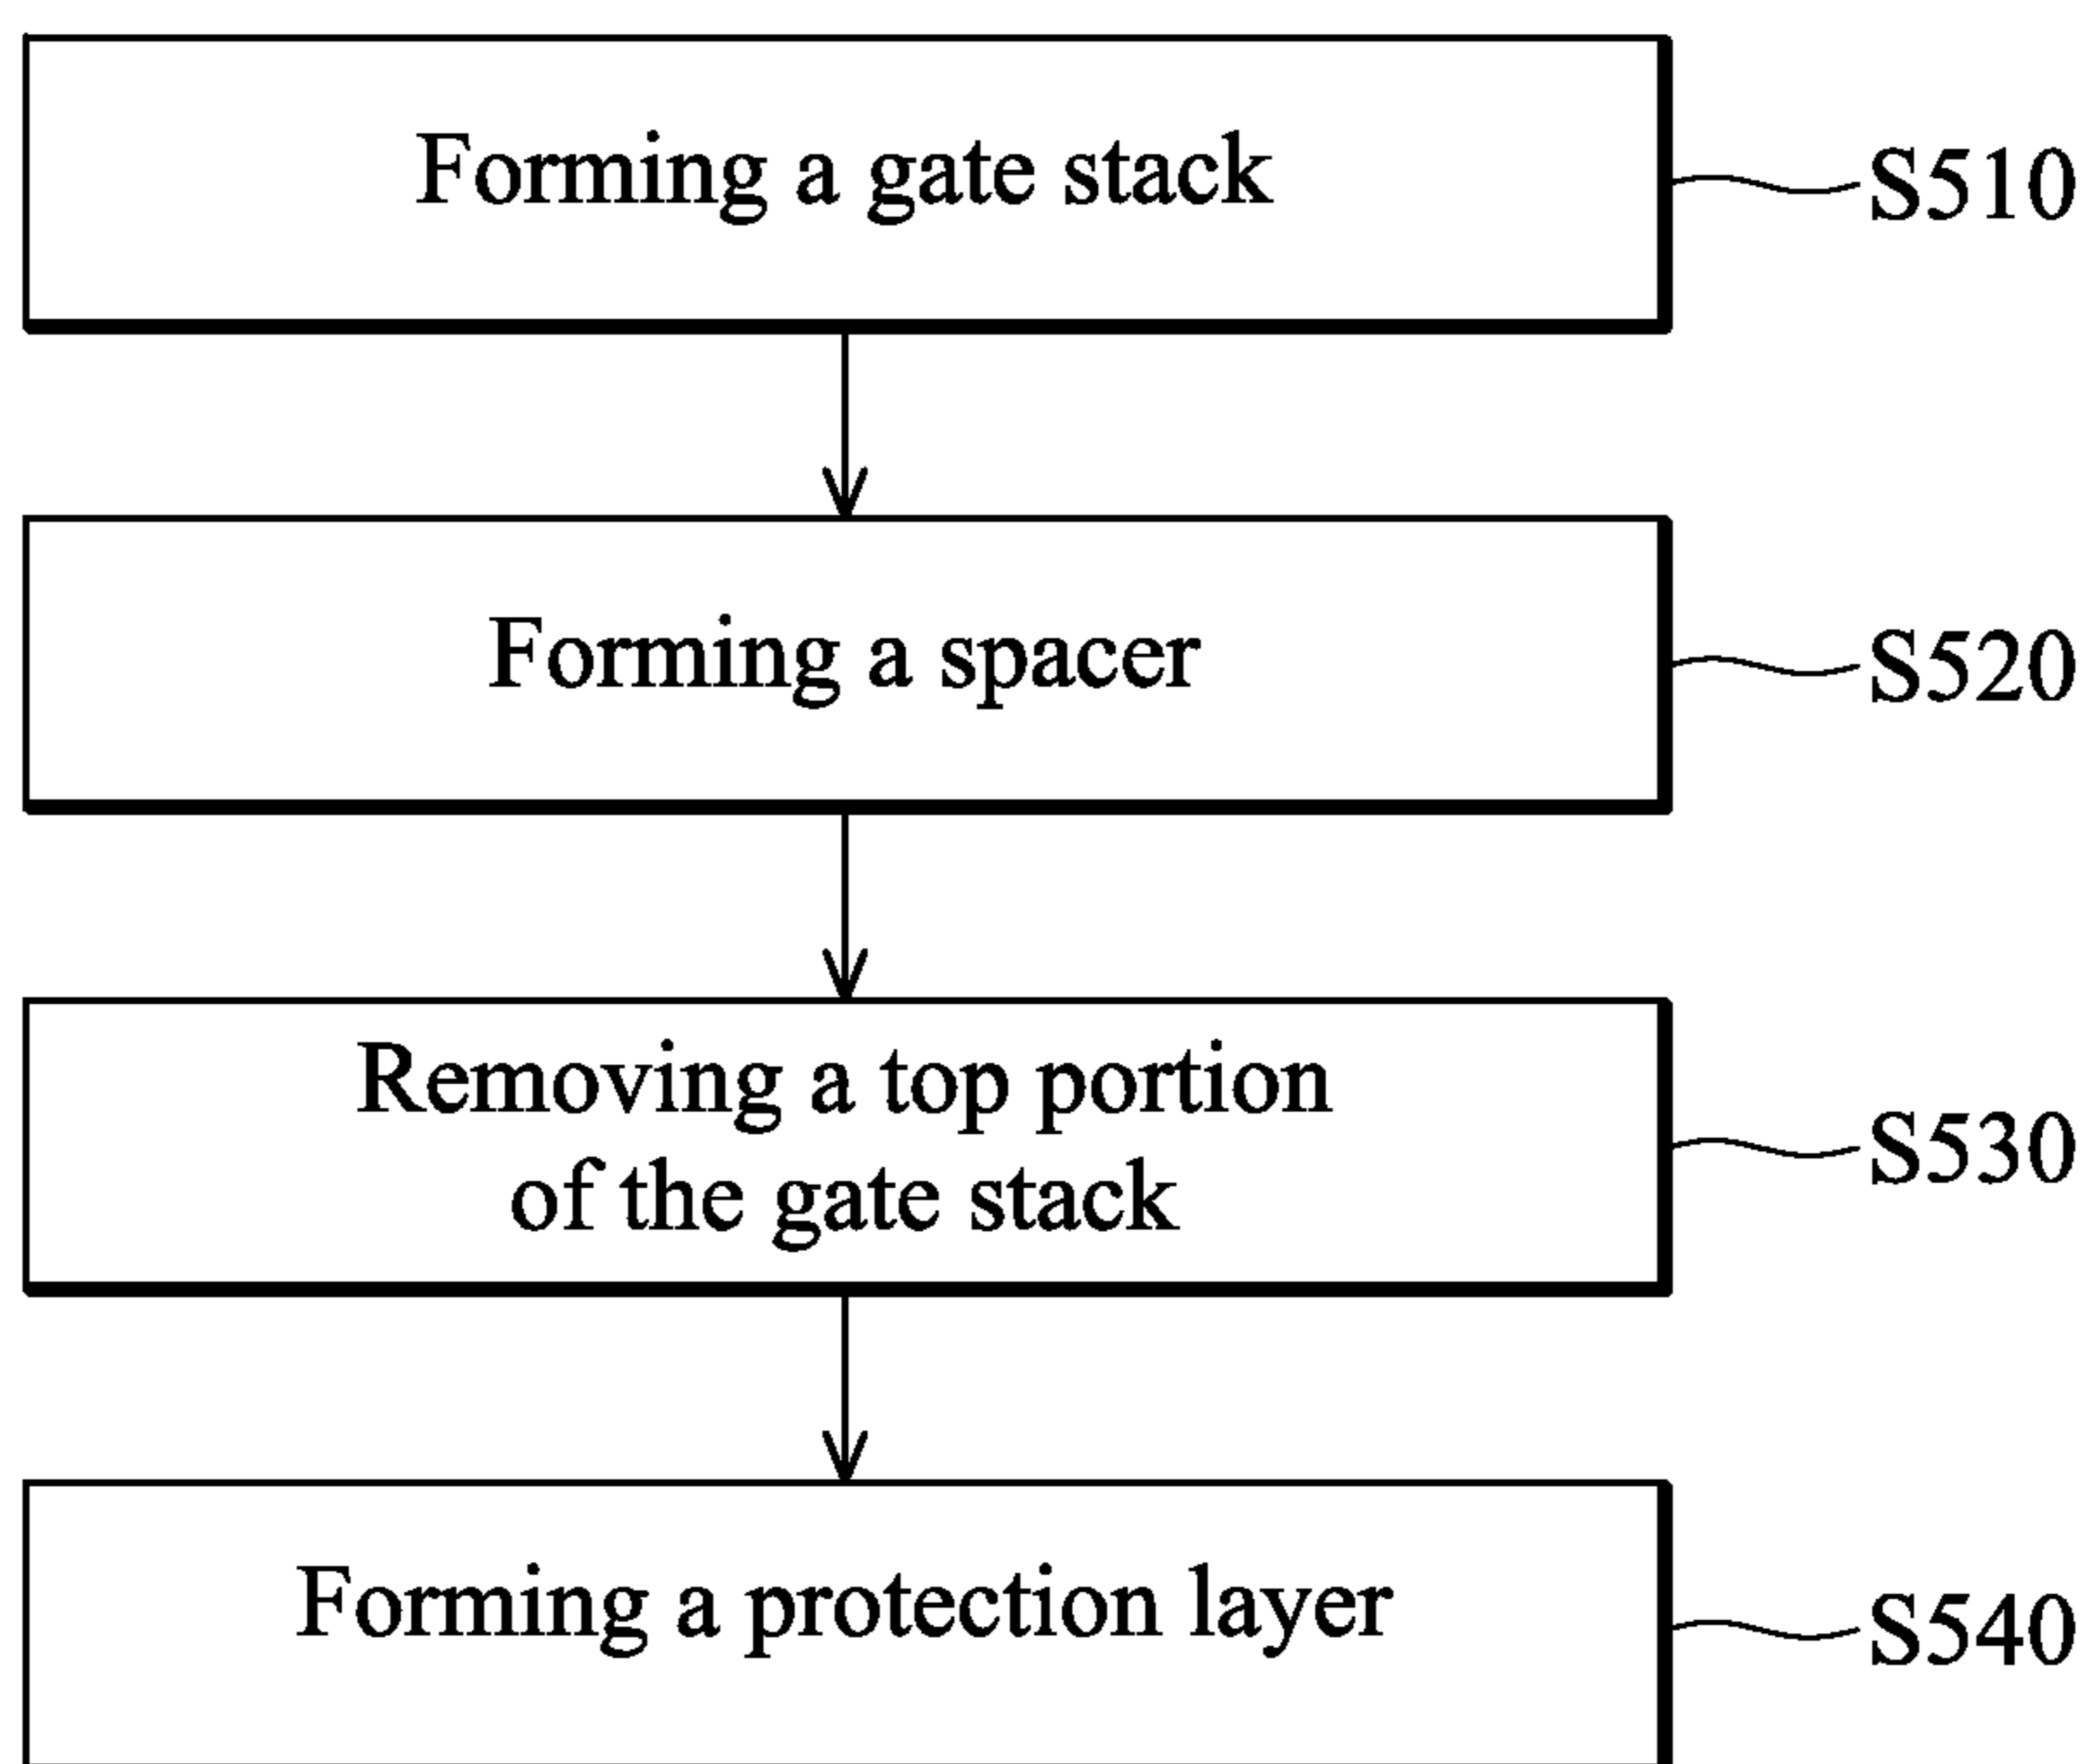 Forming a gate stack
S510
Forming a spacer
S520
Removing a top portion
of the gate stack
S530
Forming a protection layer
S540